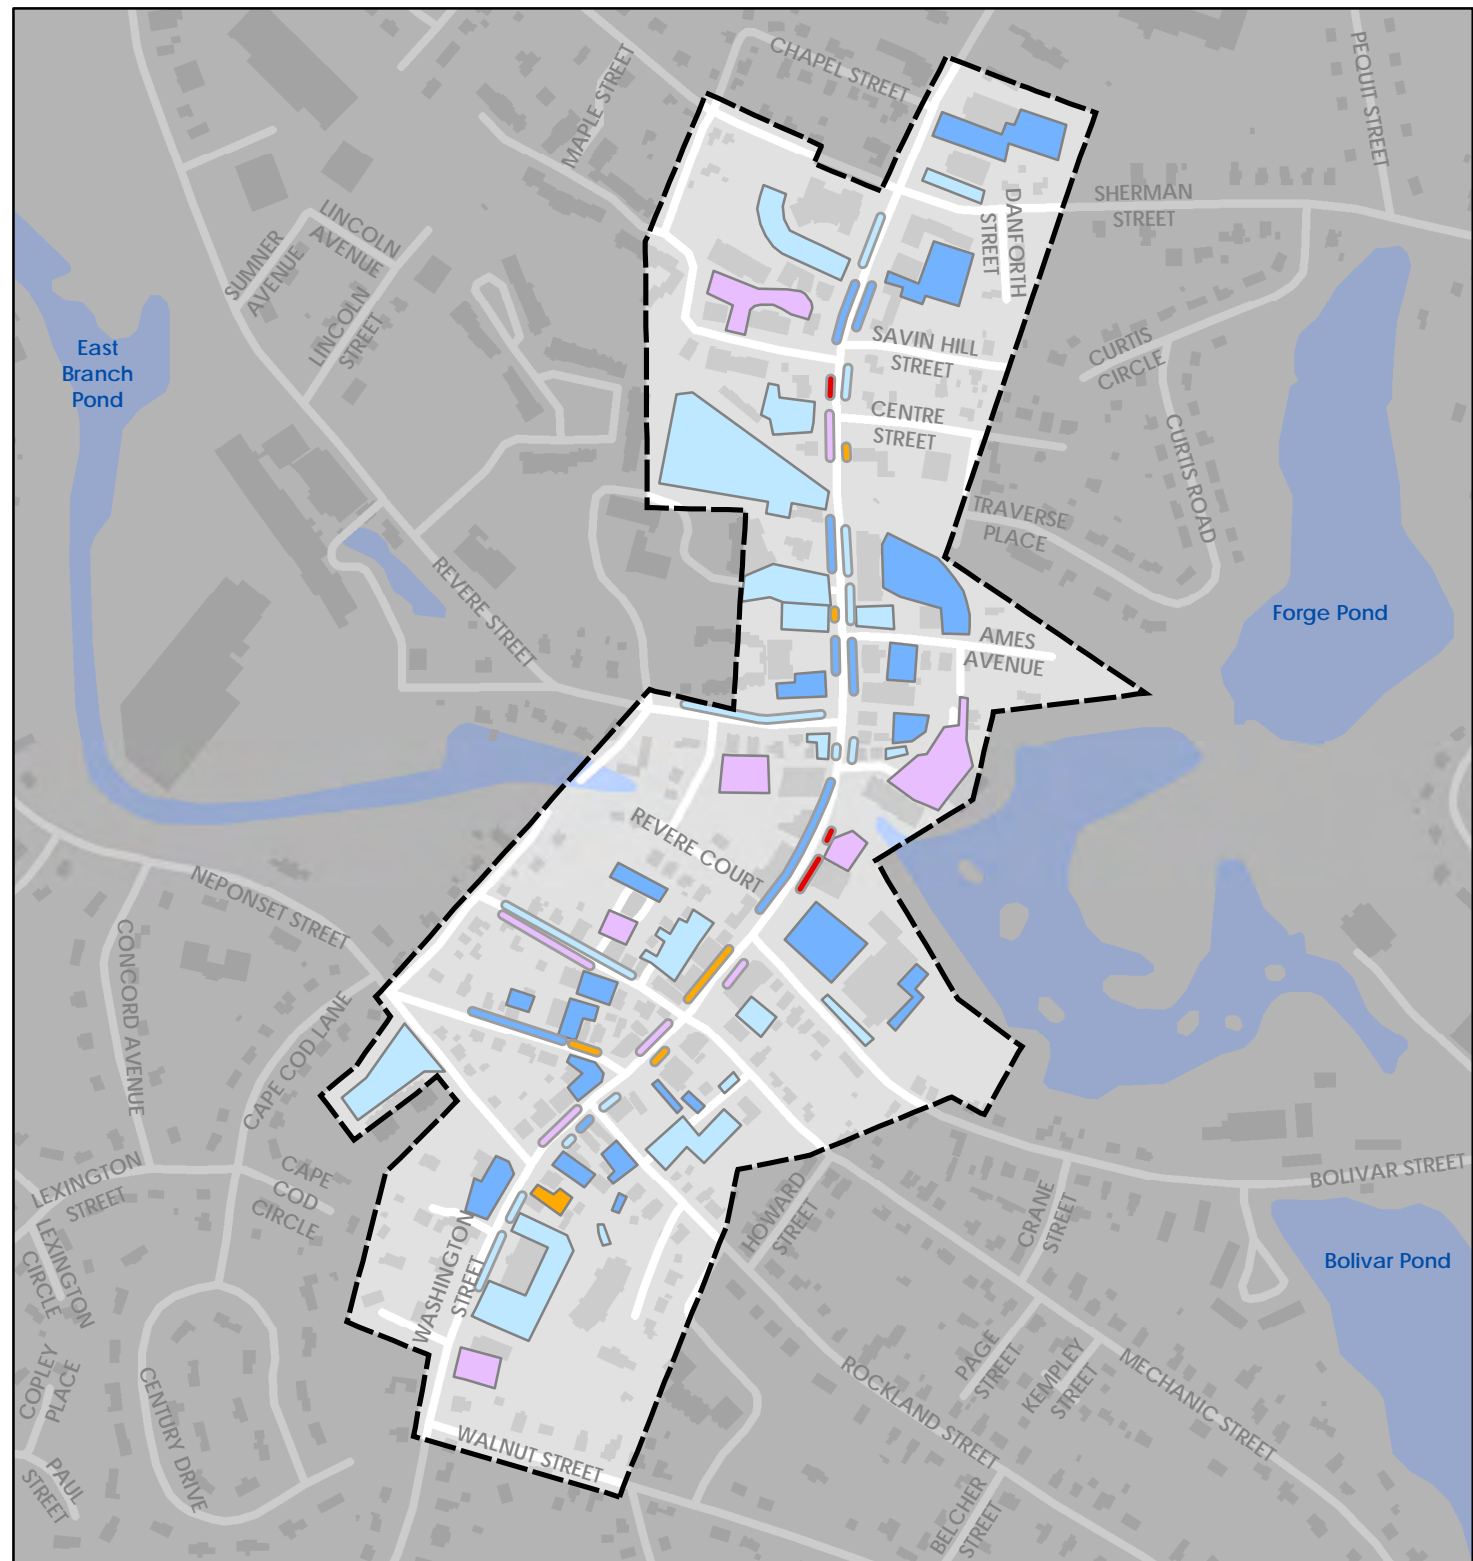 CHAPEL STREET
MAPLE STREET
PEQUIT STREET
SHERMAN
STREET
DANFORTH
STREET
LINCOLN
AVENUE
SUMNER
AVENUE
LINCOLN
STREET
SAVIN HILL
STREET
CURTIS
CIRCLE
East
Branch
Pond
CENTRE
STREET
CURTIS ROAD
TRAVERSE
PLACE
REVERE STREET
Forge Pond
AMES
AVENUE
REVERE COURT
NEPONSET STREET
CONCORD AVENUE
CAPE COD LANE
LEXINGTON
STREET
CAPE
COD
CIRCLE
BOLIVAR STREET
HOWARD
STREET
CRANE
STREET
LEXINGTON
CIRCLE
WASHINGTON
STREET
Bolivar Pond
COPLEY
PLACE
CENTURY DRIVE
PAGE
STREET
KEMPLEY
STREET
MECHANIC STREET
ROCKLAND STREET
WALNUT STREET
PAUL
STREET
BELCHER
STREET